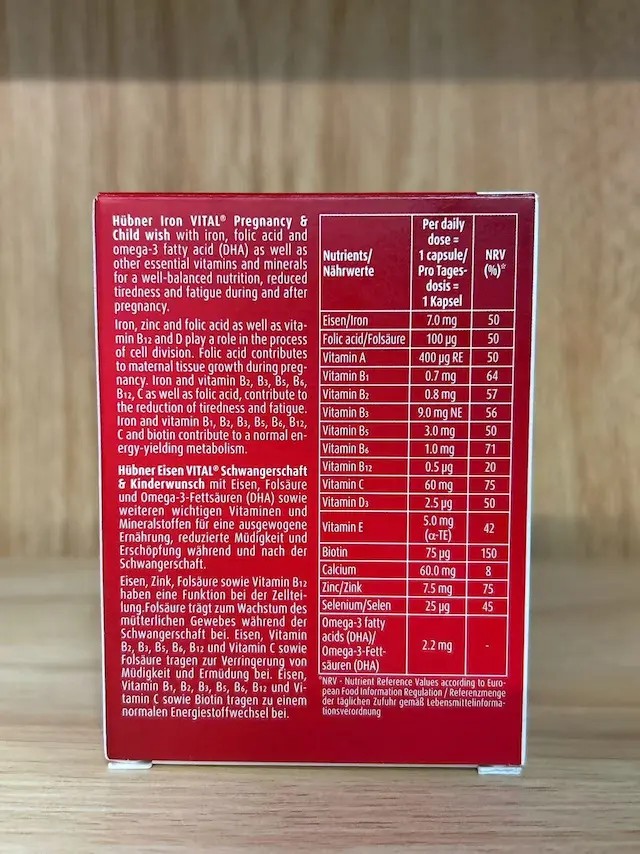 Hübner Iron VITAL® Pregnancy &
Child wish with iron, folic acid and
omega-3 fatty acid (DHA) as well as
other essential vitamins and minerals
for a well-balanced nutrition, reduced
tiredness and fatigue during and after
pregnancy.
Iron, zinc and folic acid as well as vita-
min B₁₂ and D play a role in the process
of cell division. Folic acid contributes
to maternal tissue growth during preg-
nancy. Iron and vitamin B₂, B₃, B₅, B₆,
B₁₂, C as well as folic acid, contribute to
the reduction of tiredness and fatigue.
Iron and vitamin B₁, B₂, B₃, B₅, B₆, B₁₂,
C and biotin contribute to a normal en-
ergy-yielding metabolism.
Hübner Eisen VITAL® Schwangerschaft
& Kinderwunsch mit Eisen, Folsäure
und Omega-3-Fettsäuren (DHA) sowie
weiteren wichtigen Vitaminen und
Mineralstoffen für eine ausgewogene
Ernährung, reduzierte Müdigkeit und
Erschöpfung während und nach der
Schwangerschaft.
Eisen, Zink, Folsäure sowie Vitamin B₁₂
haben eine Funktion bei der Zelltei-
lung.Folsäure trägt zum Wachstum des
mütterlichen Gewebes während der
Schwangerschaft bei. Eisen, Vitamin
B₂, B₃, B₅, B₆, B₁₂ und Vitamin C sowie
Folsäure tragen zur Verringerung von
Müdigkeit und Ermüdung bei. Eisen,
Vitamin B₁, B₂, B₃, B₅, B₆, B₁₂ und Vi-
tamin C sowie Biotin tragen zu einem
normalen Energiestoffwechsel bei.
Nutrients/
Nährwerte
Per daily
dose =
1 capsule/
Pro Tages-
dosis =
1 Kapsel
NRV
(%)*
Eisen/Iron 7.0 mg 50
Folic acid/Folsäure 100 µg 50
Vitamin A 400 µg RE 50
Vitamin B₁ 0.7 mg 64
Vitamin B₂ 0.8 mg 57
Vitamin B₃ 9.0 mg NE 56
Vitamin B₅ 3.0 mg 50
Vitamin B₆ 1.0 mg 71
Vitamin B₁₂ 0.5 µg 20
Vitamin C 60 mg 75
Vitamin D₃ 2.5 µg 50
Vitamin E 5.0 mg (α-TE) 42
Biotin 75 µg 150
Calcium 60.0 mg 8
Zinc/Zink 7.5 mg 75
Selenium/Selen 25 µg 45
Omega-3 fatty
acids (DHA)/
Omega-3-Fett-
säuren (DHA)
2.2 mg -
*NRV - Nutrient Reference Values according to Euro-
pean Food Information Regulation / Referenzmenge
der täglichen Zufuhr gemäß Lebensmittelinforma-
tionsverordnung